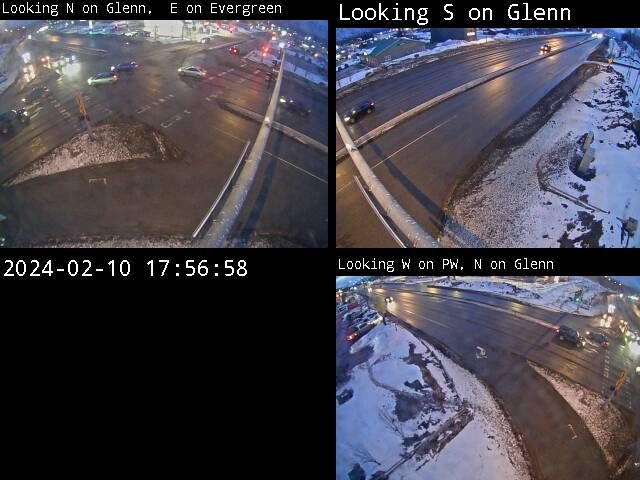 Looking N on Glenn,  E on Evergreen
Looking S on Glenn
2024-02-10 17:56:58
Looking W on PW, N on Glenn